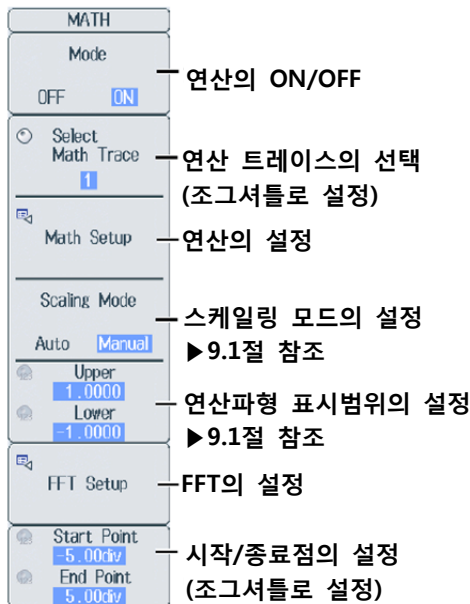 MATH
Mode
OFF ON
연산의 ON/OFF
Select
Math Trace
1
연산 트레이스의 선택
(조그셔틀로 설정)
Math Setup
연산의 설정
Scaling Mode
Auto Manual
스케일링 모드의 설정
▶9.1절 참조
Upper
1.0000
Lower
-1.0000
연산파형 표시범위의 설정
▶9.1절 참조
FFT Setup
FFT의 설정
Start Point
-5.00div
End Point
5.00div
시작/종료점의 설정
(조그셔틀로 설정)